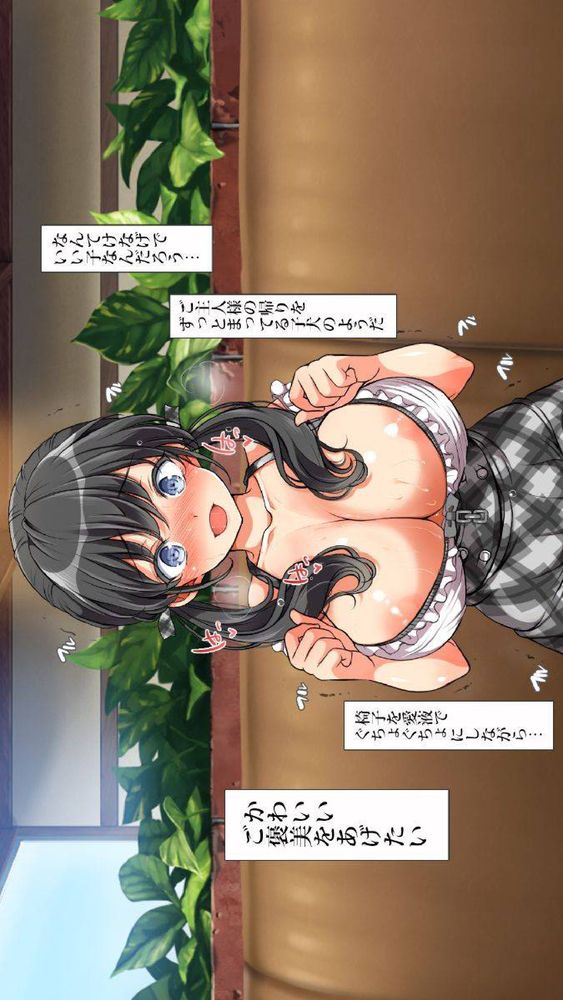 なんてけなげで
いい子なんだろう…
ご主人様の帰りを
ずっとまってる子犬のようだ
椅子を愛液で
ぐちょぐちょにしながら…
かわいい
ご褒美をあげたい